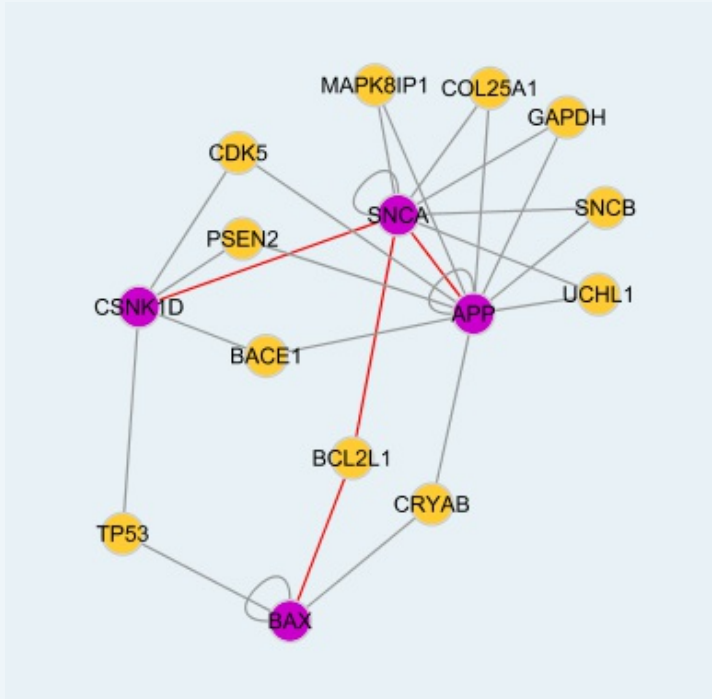 MAPK8IP1
COL25A1
GAPDH
CDK5
SNCA
SNCB
PSEN2
UCHL1
CSNK1D
APP
BACE1
BCL2L1
CRYAB
TP53
BAX